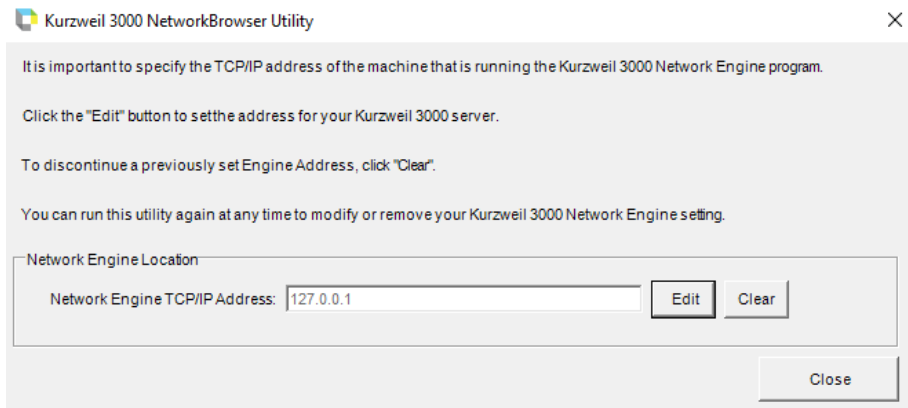 Kurzweil 3000 NetworkBrowser Utility
It is important to specify the TCP/IP address of the machine that is running the Kurzweil 3000 Network Engine program.
Click the "Edit" button to setthe address for your Kurzweil 3000 server.
To discontinue a previously set Engine Address, click "Clear".
You can run this utility again at any time to modify or remove your Kurzweil 3000 Network Engine setting.
Network Engine Location
Network Engine TCP/IP Address: 127.0.0.1 Edit Clear
Close